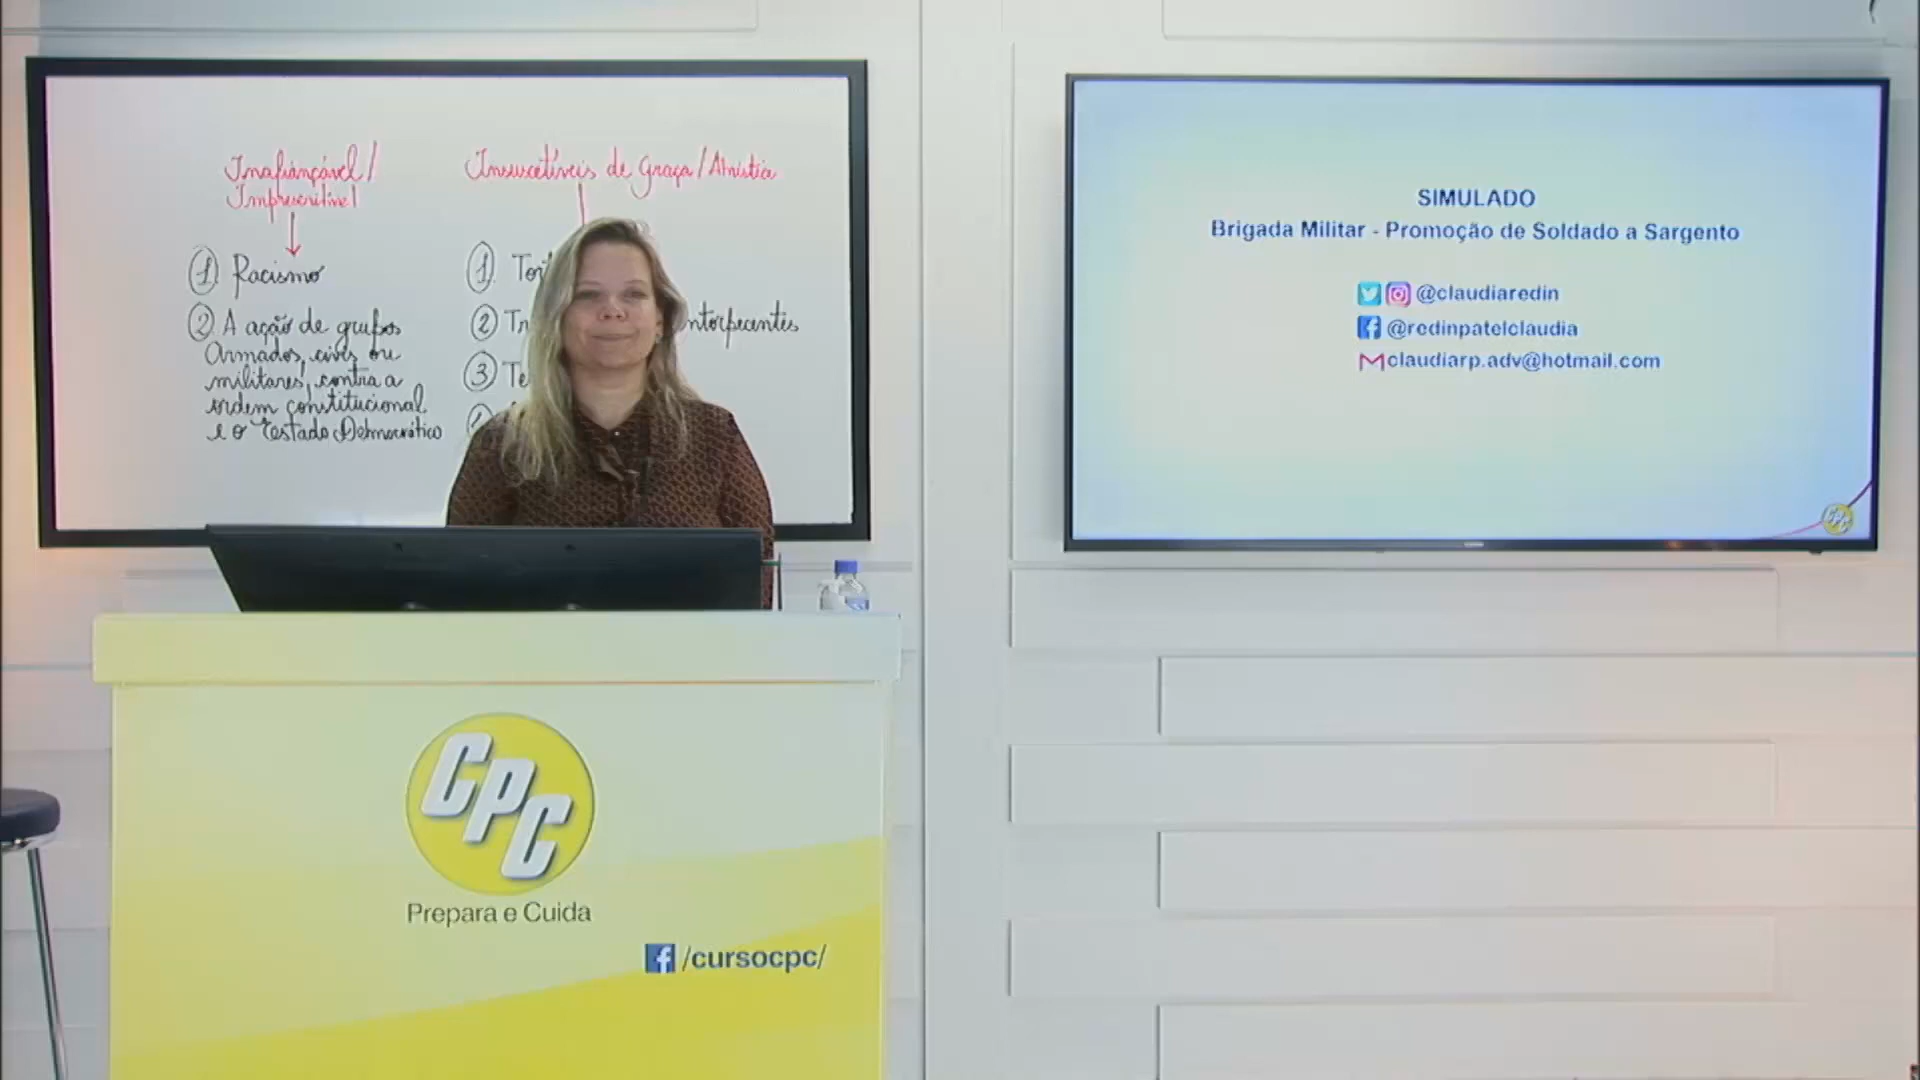 Inafiançável /
Imprescritível
① Racismo
② A ação de grupos
Armados, civis ou
militares, contra a
ordem constitucional
e o Estado Democrático
Insuscetíveis de Graça / Anistia
①
②
ntorpecentes
③
SIMULADO
Brigada Militar - Promoção de Soldado a Sargento
@claudiaredin
@redinpatelclaudia
claudiarp.adv@hotmail.com
CPC
CPC
Prepara e Cuida
/cursocpc/